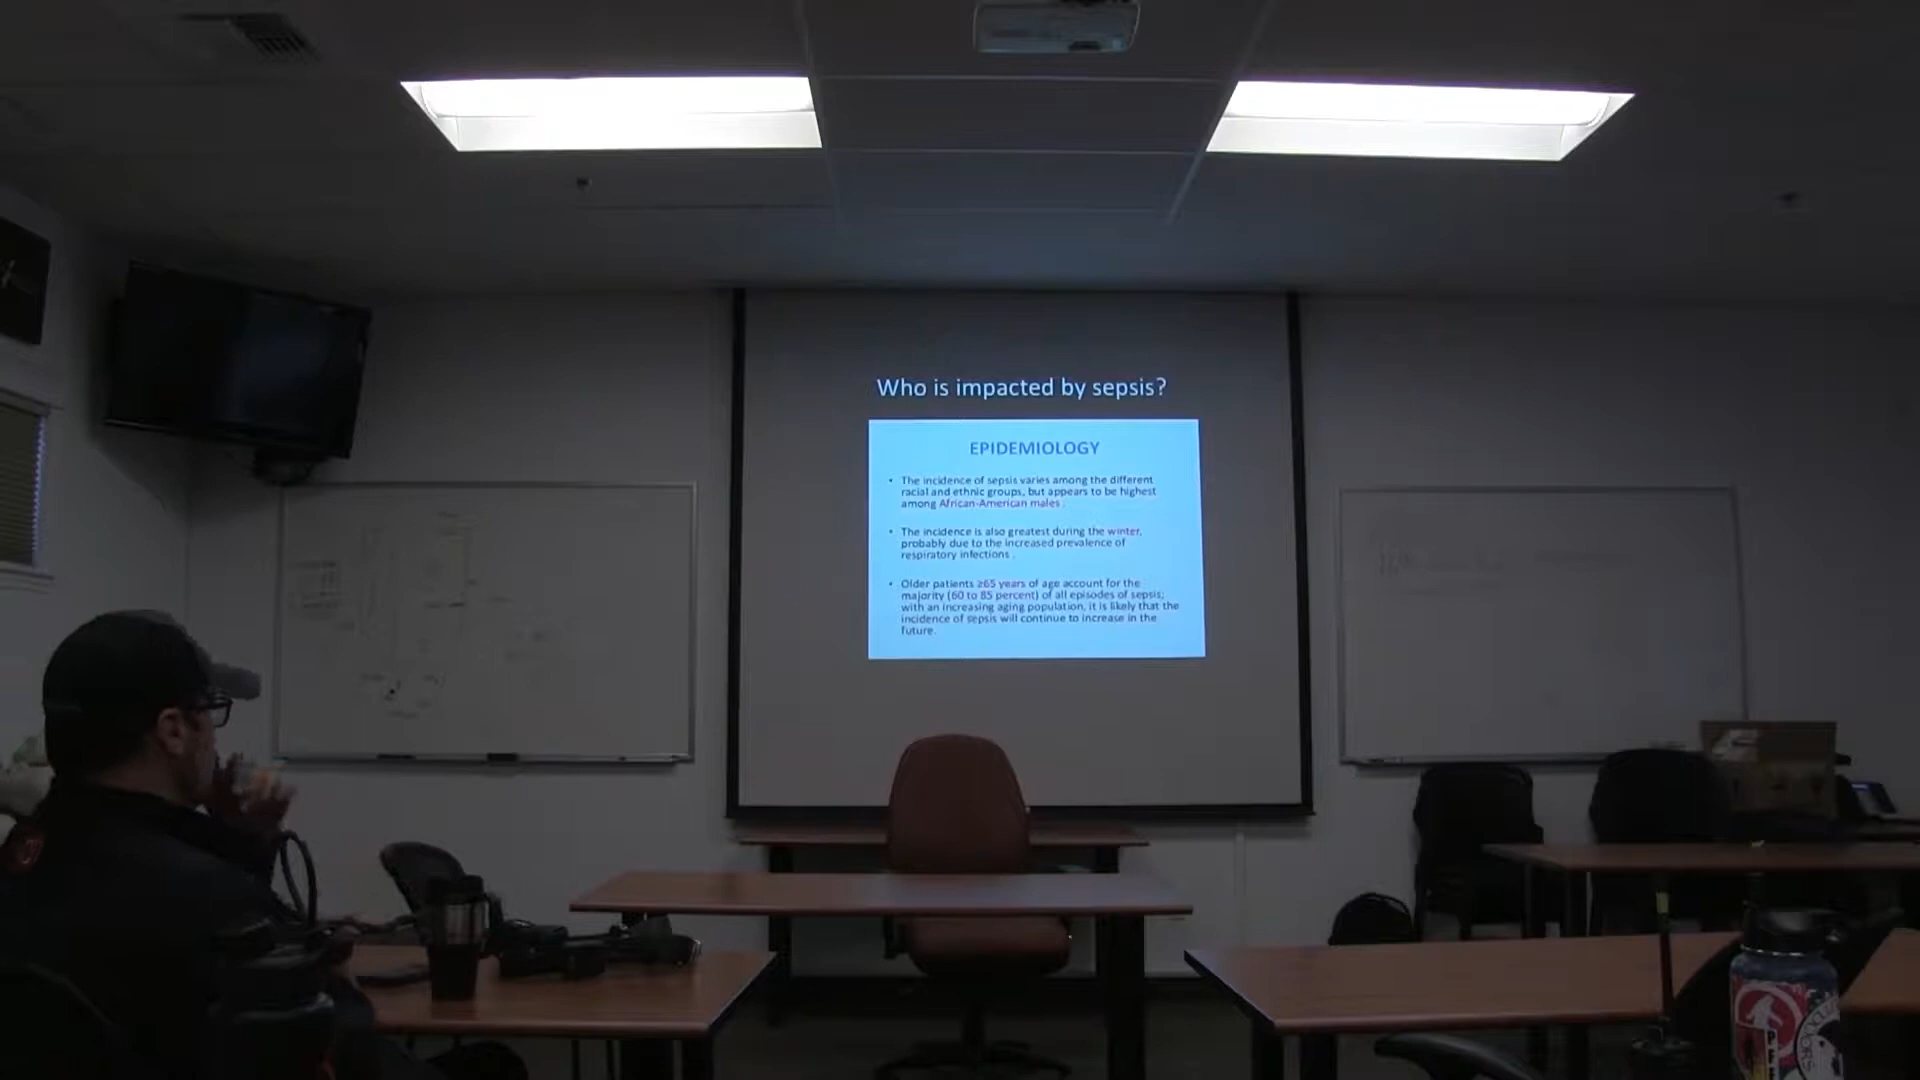 Who is impacted by sepsis?
EPIDEMIOLOGY
• The incidence of sepsis varies among the different
racial and ethnic groups, but appears to be highest
among African-American males .
• The incidence is also greatest during the winter,
probably due to the increased prevalence of
respiratory infections .
• Older patients ≥65 years of age account for the
majority (60 to 85 percent) of all episodes of sepsis;
with an increasing aging population, it is likely that the
incidence of sepsis will continue to increase in the
future.